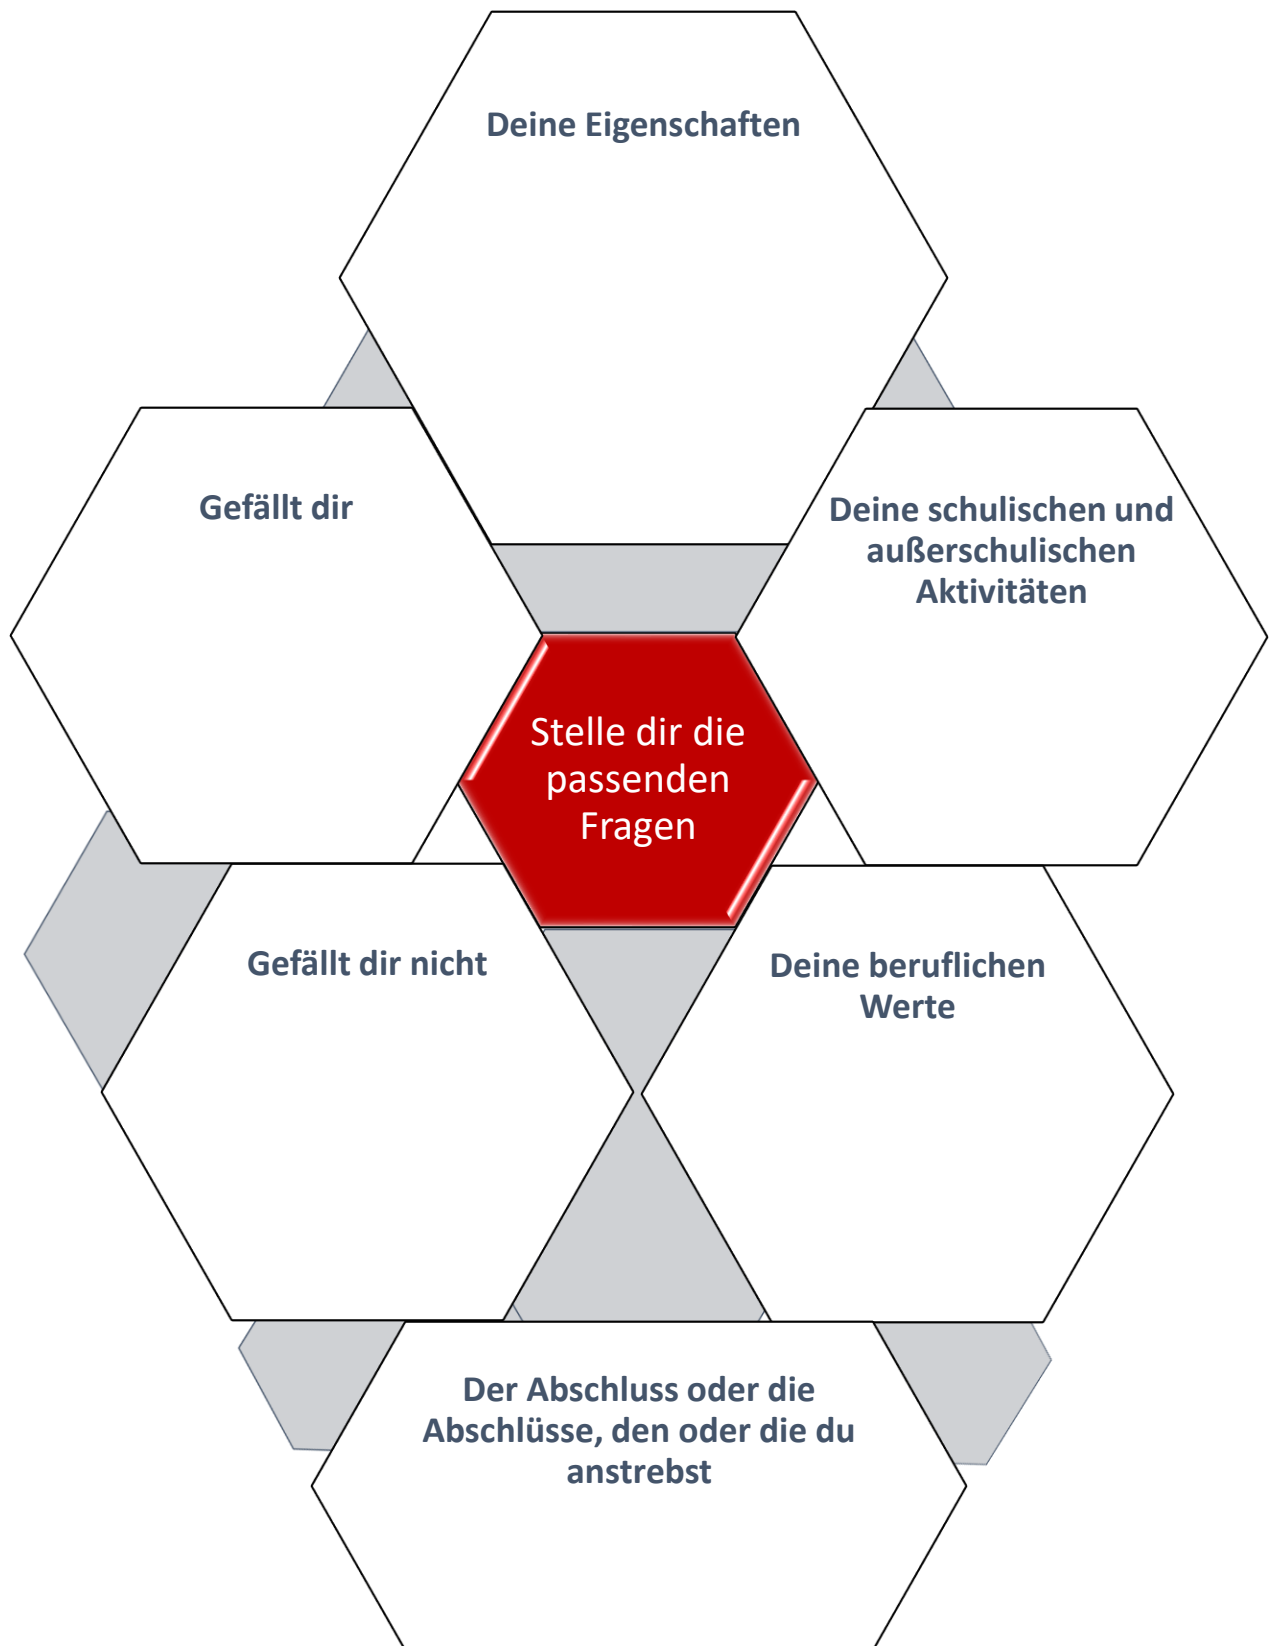 Deine Eigenschaften
Gefällt dir
Deine schulischen und
außerschulischen
Aktivitäten
Stelle dir die
passenden
Fragen
Gefällt dir nicht
Deine beruflichen
Werte
Der Abschluss oder die
Abschlüsse, den oder die du
anstrebst